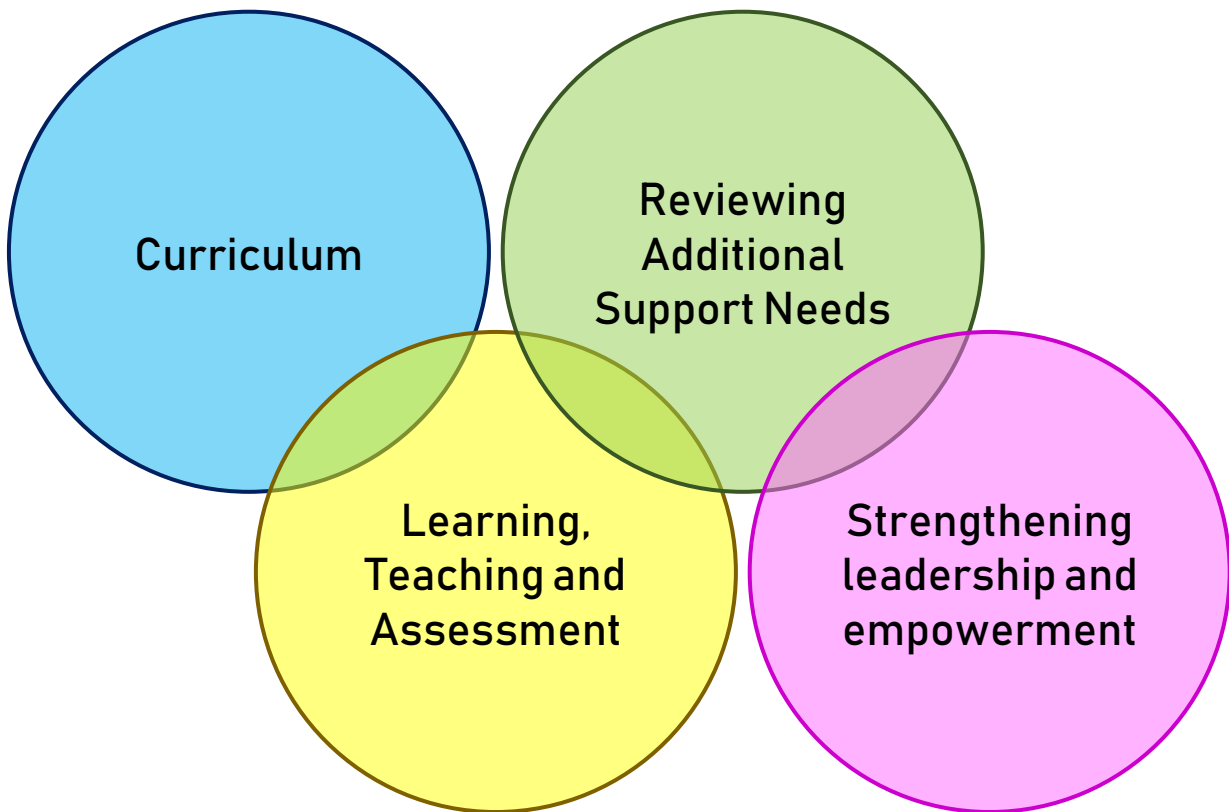 Curriculum
Reviewing
Additional
Support Needs
Learning,
Teaching and
Assessment
Strengthening
leadership and
empowerment